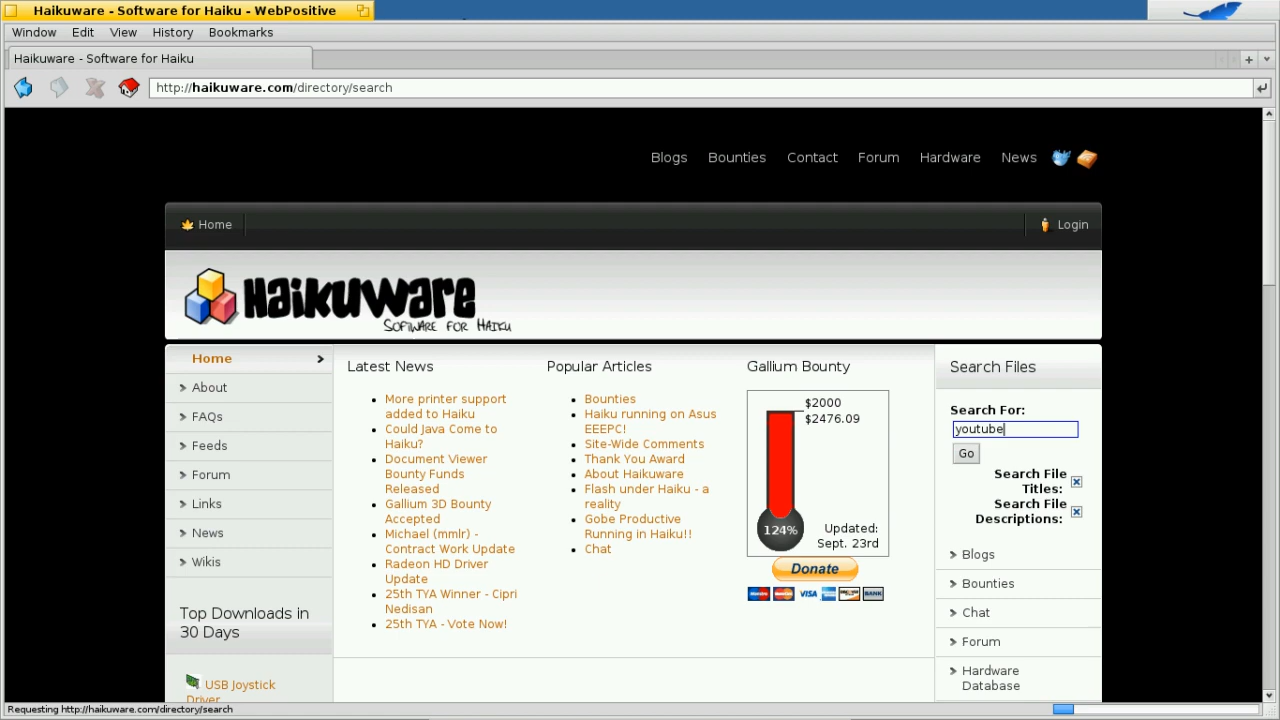 Haikuware - Software for Haiku - WebPositive
Window Edit View History Bookmarks
Haikuware - Software for Haiku
http://haikuware.com/directory/search
Blogs Bounties Contact Forum Hardware News
Home
Login
Haikuware
Software for Haiku
Home
About
FAQs
Feeds
Forum
Links
News
Wikis
Top Downloads in
30 Days
USB Joystick
Driver
Latest News
More printer support
added to Haiku
Could Java Come to
Haiku?
Document Viewer
Bounty Funds
Released
Gallium 3D Bounty
Accepted
Michael (mmlr) -
Contract Work Update
Radeon HD Driver
Update
25th TYA Winner - Cipri
Nedisan
25th TYA - Vote Now!
Popular Articles
Bounties
Haiku running on Asus
EEEPC!
Site-Wide Comments
Thank You Award
About Haikuware
Flash under Haiku - a
reality
Gobe Productive
Running in Haiku!!
Chat
Gallium Bounty
$2000
$2476.09
124%
Updated:
Sept. 23rd
Donate
VISA
BANK
Search Files
Search For:
youtube
Go
Search File
Titles:
Search File
Descriptions:
Blogs
Bounties
Chat
Forum
Hardware
Database
Requesting http://haikuware.com/directory/search